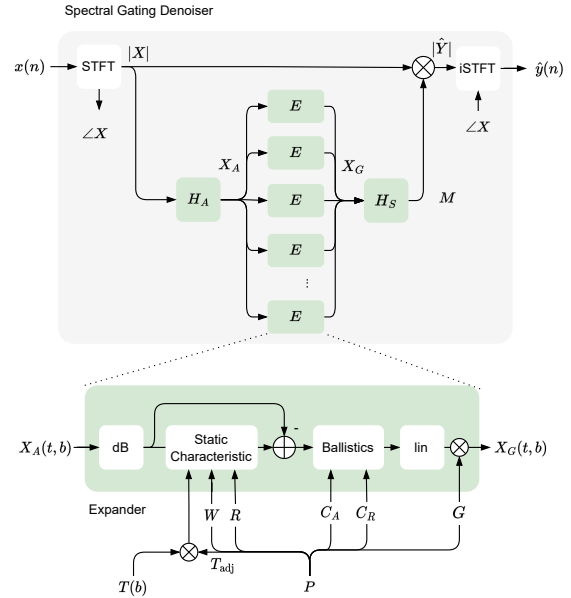 Spectral Gating Denoiser
x(n)
STFT
|X|
∠X
|Ŷ|
iSTFT
ŷ(n)
∠X
E
E
X_A
X_G
H_A
E
H_S
M
E
⋮
E
X_A(t, b)
dB
Static
Characteristic
-
Ballistics
lin
X_G(t, b)
Expander
W
R
C_A
C_R
G
T_adj
T(b)
P